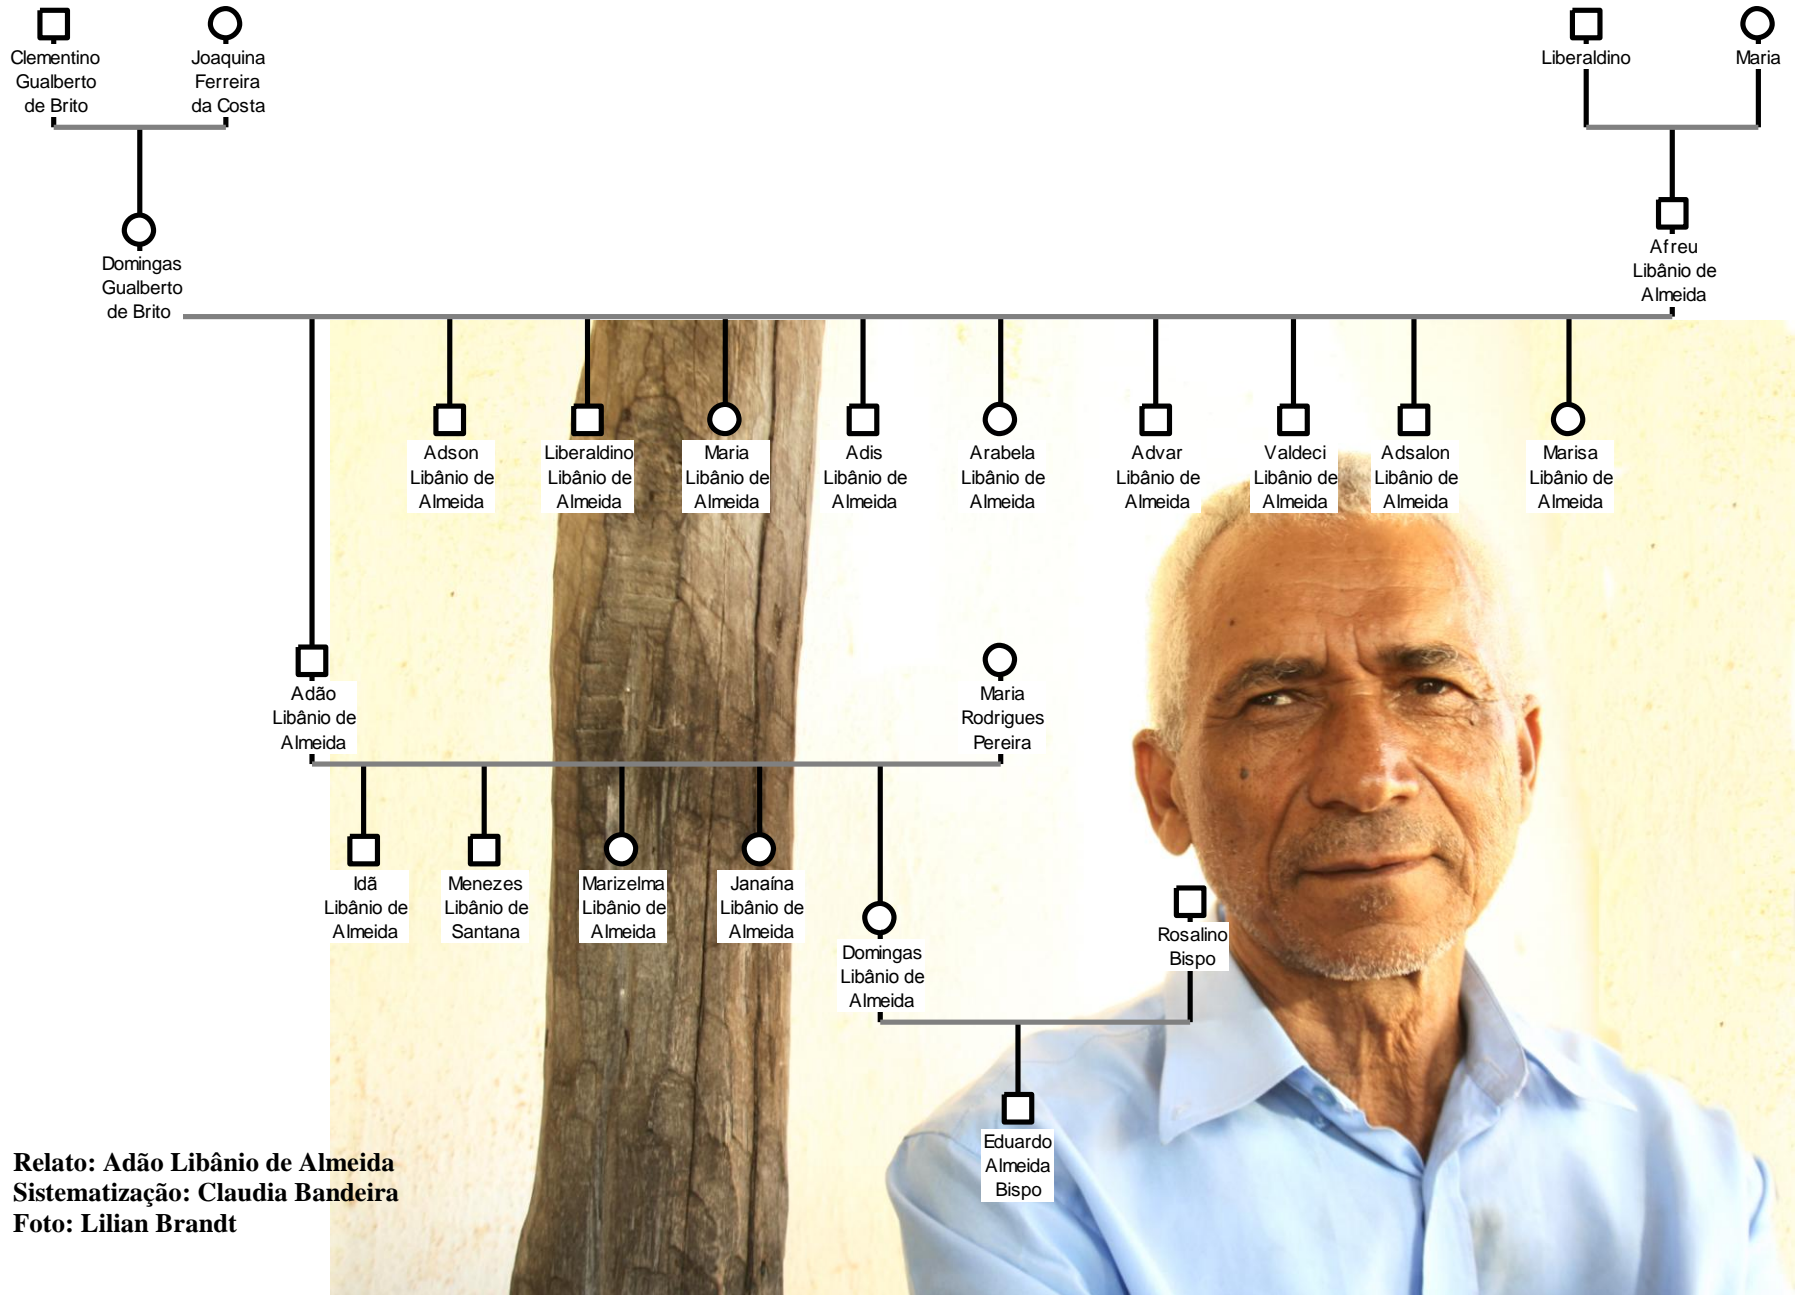 Clementino
Gualberto
de Brito
Joaquina
Ferreira
da Costa
Liberaldino
Maria
Domingas
Gualberto
de Brito
Afreu
Libânio de
Almeida
Adson
Libânio de
Almeida
Liberaldino
Libânio de
Almeida
Maria
Libânio de
Almeida
Adis
Libânio de
Almeida
Arabela
Libânio de
Almeida
Advar
Libânio de
Almeida
Valdeci
Libânio de
Almeida
Adsalon
Libânio de
Almeida
Marisa
Libânio de
Almeida
Adão
Libânio de
Almeida
Maria
Rodrigues
Pereira
Idã
Libânio de
Almeida
Menezes
Libânio de
Santana
Marizelma
Libânio de
Almeida
Janaína
Libânio de
Almeida
Domingas
Libânio de
Almeida
Rosalino
Bispo
Eduardo
Almeida
Bispo
Relato: Adão Libânio de Almeida
Sistematização: Claudia Bandeira
Foto: Lilian Brandt